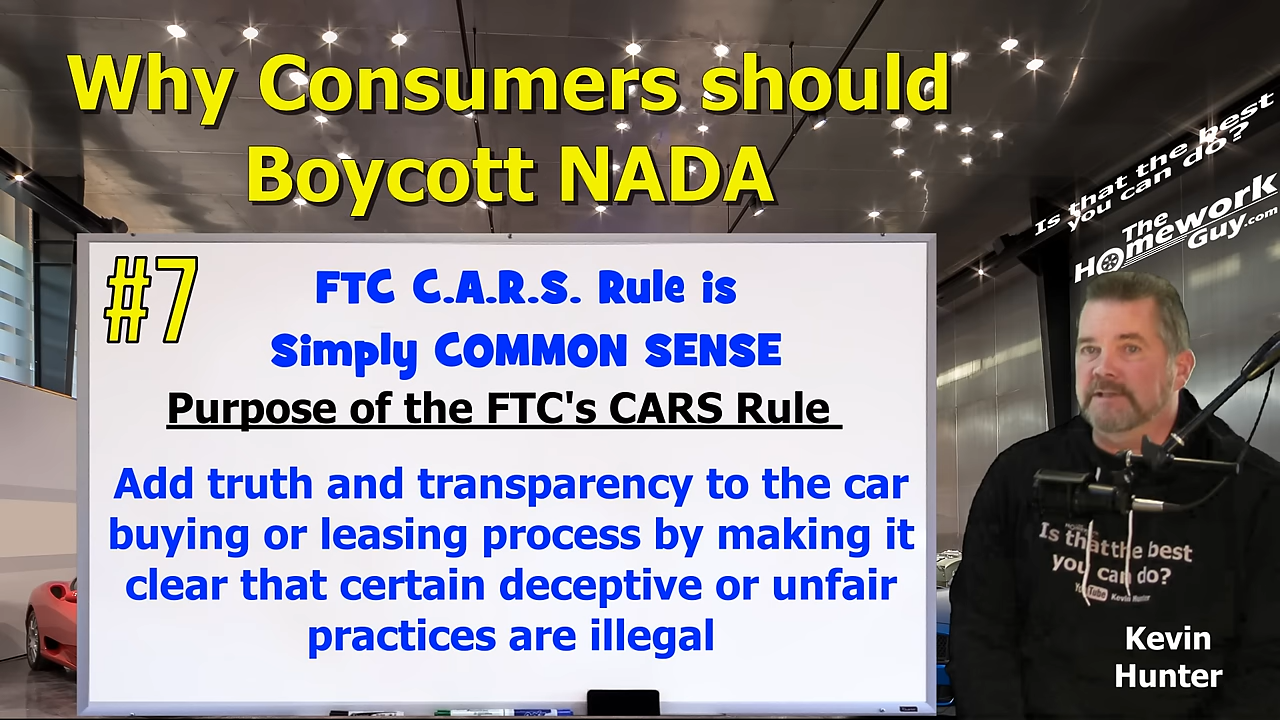 Why Consumers should
Boycott NADA
#7
FTC C.A.R.S. Rule is
Simply COMMON SENSE
Purpose of the FTC's CARS Rule
Add truth and transparency to the car
buying or leasing process by making it
clear that certain deceptive or unfair
practices are illegal
Is that the best
you can do?
The
Homework
Guy.com
Is that the best
you can do?
YouTube Kevin Hunter
Kevin
Hunter